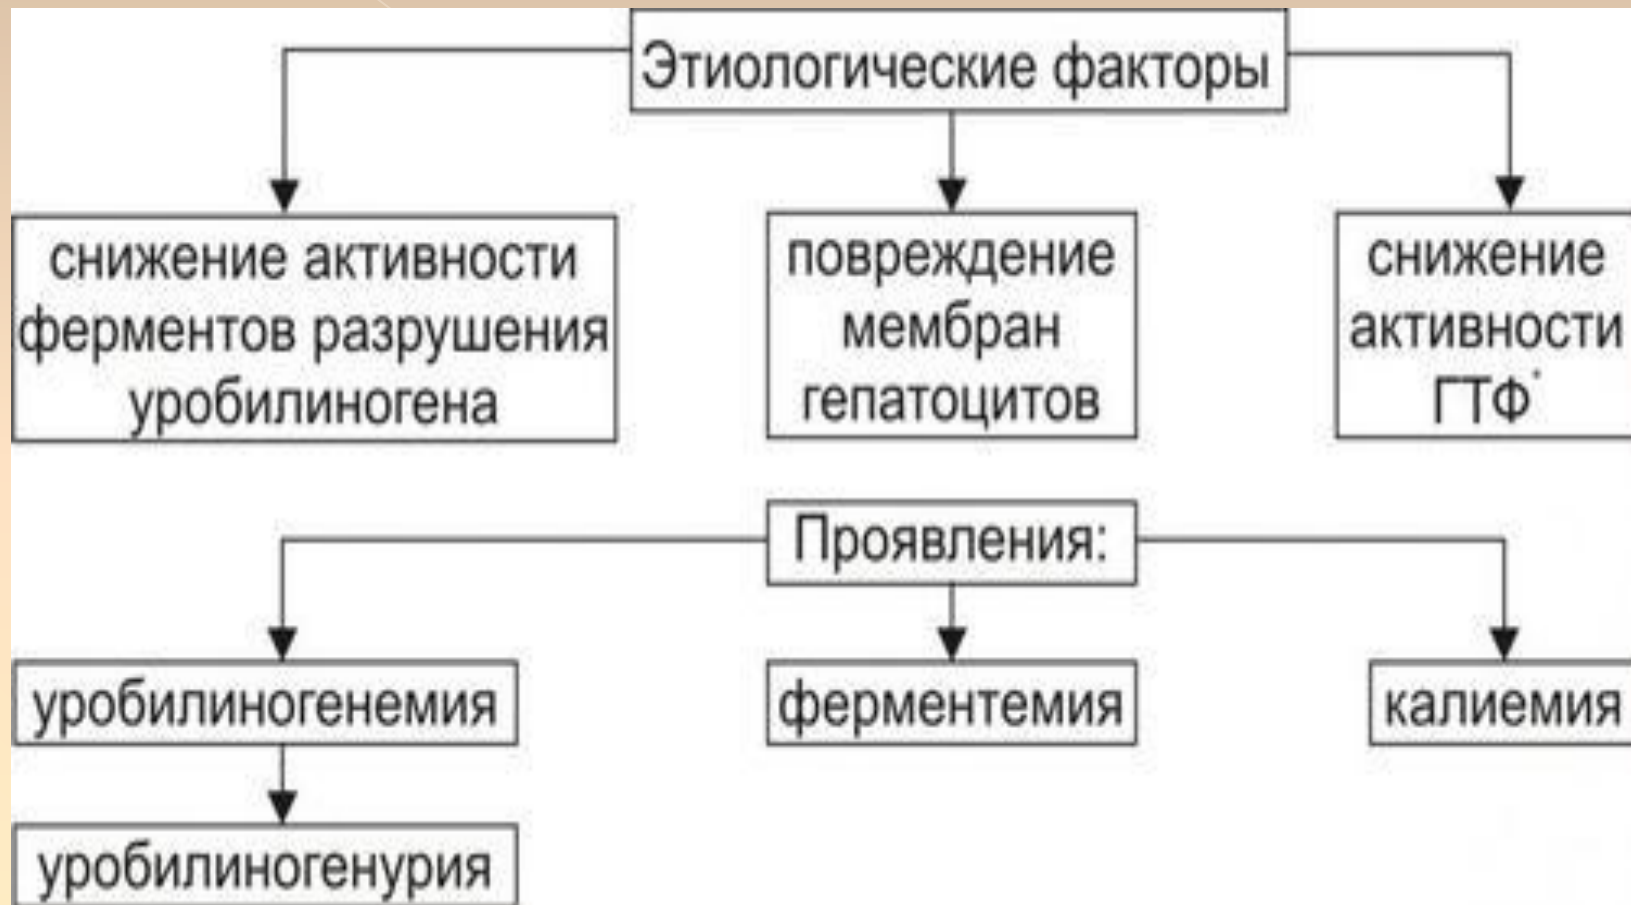 Этиологические факторы
снижение активности
ферментов разрушения
уробилиногена
повреждение
мембран
гепатоцитов
снижение
активности
ГТФ*
Проявления:
уробилиногенемия
ферментемия
калиемия
уробилиногенурия